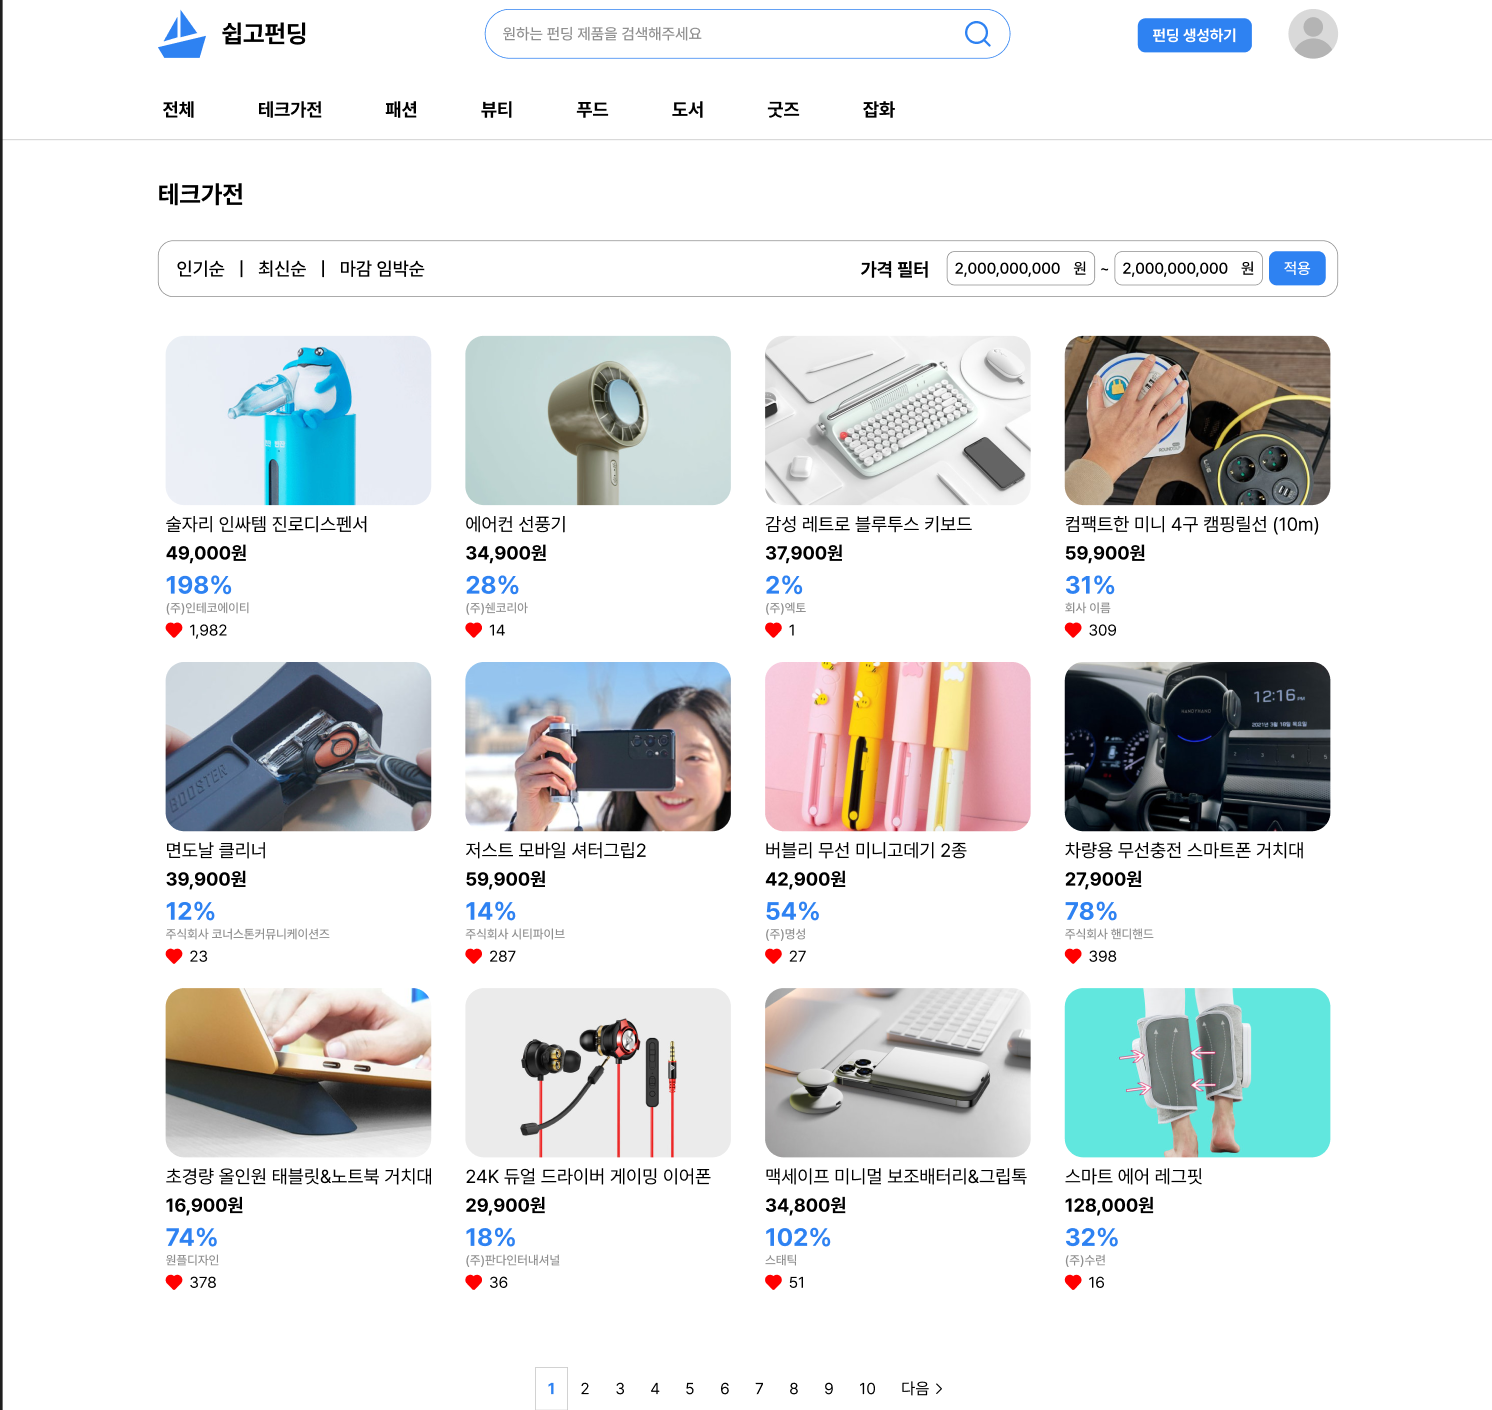 쉽고펀딩
원하는 펀딩 제품을 검색해주세요
펀딩 생성하기
전체 테크가전 패션 뷰티 푸드 도서 굿즈 잡화
테크가전
인기순 | 최신순 | 마감 임박순
가격 필터 2,000,000,000 원 ~ 2,000,000,000 원 적용
술자리 인싸템 진로디스펜서
49,000원
198%
(주)인테코에이티
1,982
에어컨 선풍기
34,900원
28%
(주)쉔코리아
14
감성 레트로 블루투스 키보드
37,900원
2%
(주)엑토
1
컴팩트한 미니 4구 캠핑릴선 (10m)
59,900원
31%
회사 이름
309
BOOSTER
면도날 클리너
39,900원
12%
주식회사 코너스톤커뮤니케이션즈
23
저스트 모바일 셔터그립2
59,900원
14%
주식회사 시티파이브
287
버블리 무선 미니고데기 2종
42,900원
54%
(주)명성
27
12:16
2021년 3월 18일 목요일
HANDYHAND
차량용 무선충전 스마트폰 거치대
27,900원
78%
주식회사 핸디핸드
398
초경량 올인원 태블릿&노트북 거치대
16,900원
74%
원플디자인
378
24K 듀얼 드라이버 게이밍 이어폰
29,900원
18%
(주)판다인터내셔널
36
맥세이프 미니멀 보조배터리&그립톡
34,800원
102%
스태틱
51
스마트 에어 레그핏
128,000원
32%
(주)수련
16
1 2 3 4 5 6 7 8 9 10 다음 >